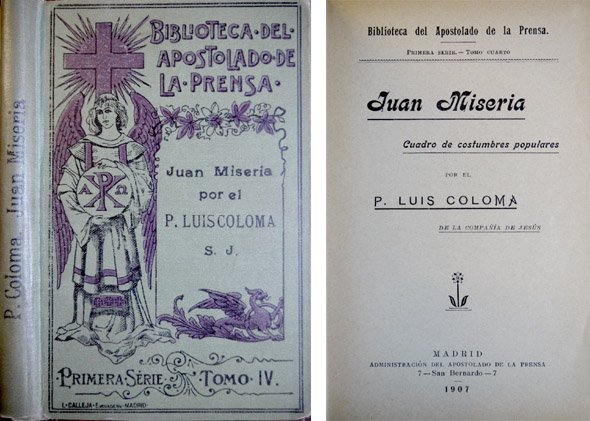 P. Coloma. Juan Miseria
BIBLIOTECA·DEL·
APOSTOLADO·DE·
LA·PRENSA·
Juan Miseria
por el
P. LUIS COLOMA
S. J.
Α Ω
PRIMERA·SÉRIE· TOMO IV.
MADRID
Biblioteca del Apostolado de la Prensa.
PRIMERA SERIE.—TOMO CUARTO
Juan Miseria
Cuadro de costumbres populares
POR EL
P. LUIS COLOMA
DE LA COMPAÑÍA DE JESÚS
MADRID
ADMINISTRACIÓN DEL APOSTOLADO DE LA PRENSA
7—San Bernardo—7
1907